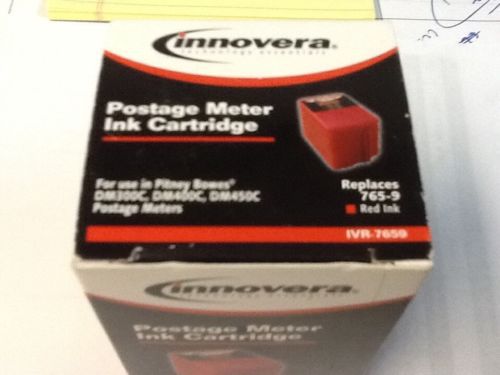 innovera®
technology essentials
Postage Meter
Ink Cartridge
For use in Pitney Bowes®
DM300C, DM400C, DM450C
Postage Meters
Replaces
765-9
Red Ink
IVR-7659
innovera
Postage Meter
Ink Cartridge